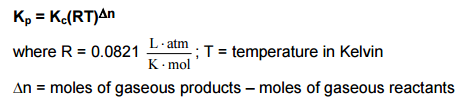 Kₚ = K꜀(RT)^Δn
where R = 0.0821 L · atm / K · mol ; T = temperature in Kelvin
Δn = moles of gaseous products – moles of gaseous reactants